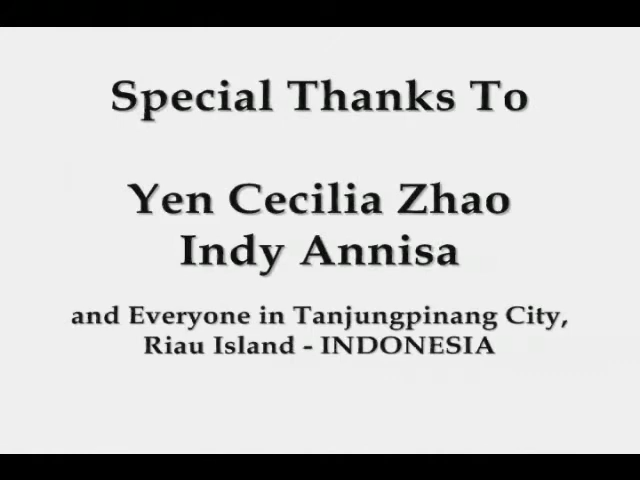 Special Thanks To
Yen Cecilia Zhao
Indy Annisa
and Everyone in Tanjungpinang City,
Riau Island - INDONESIA